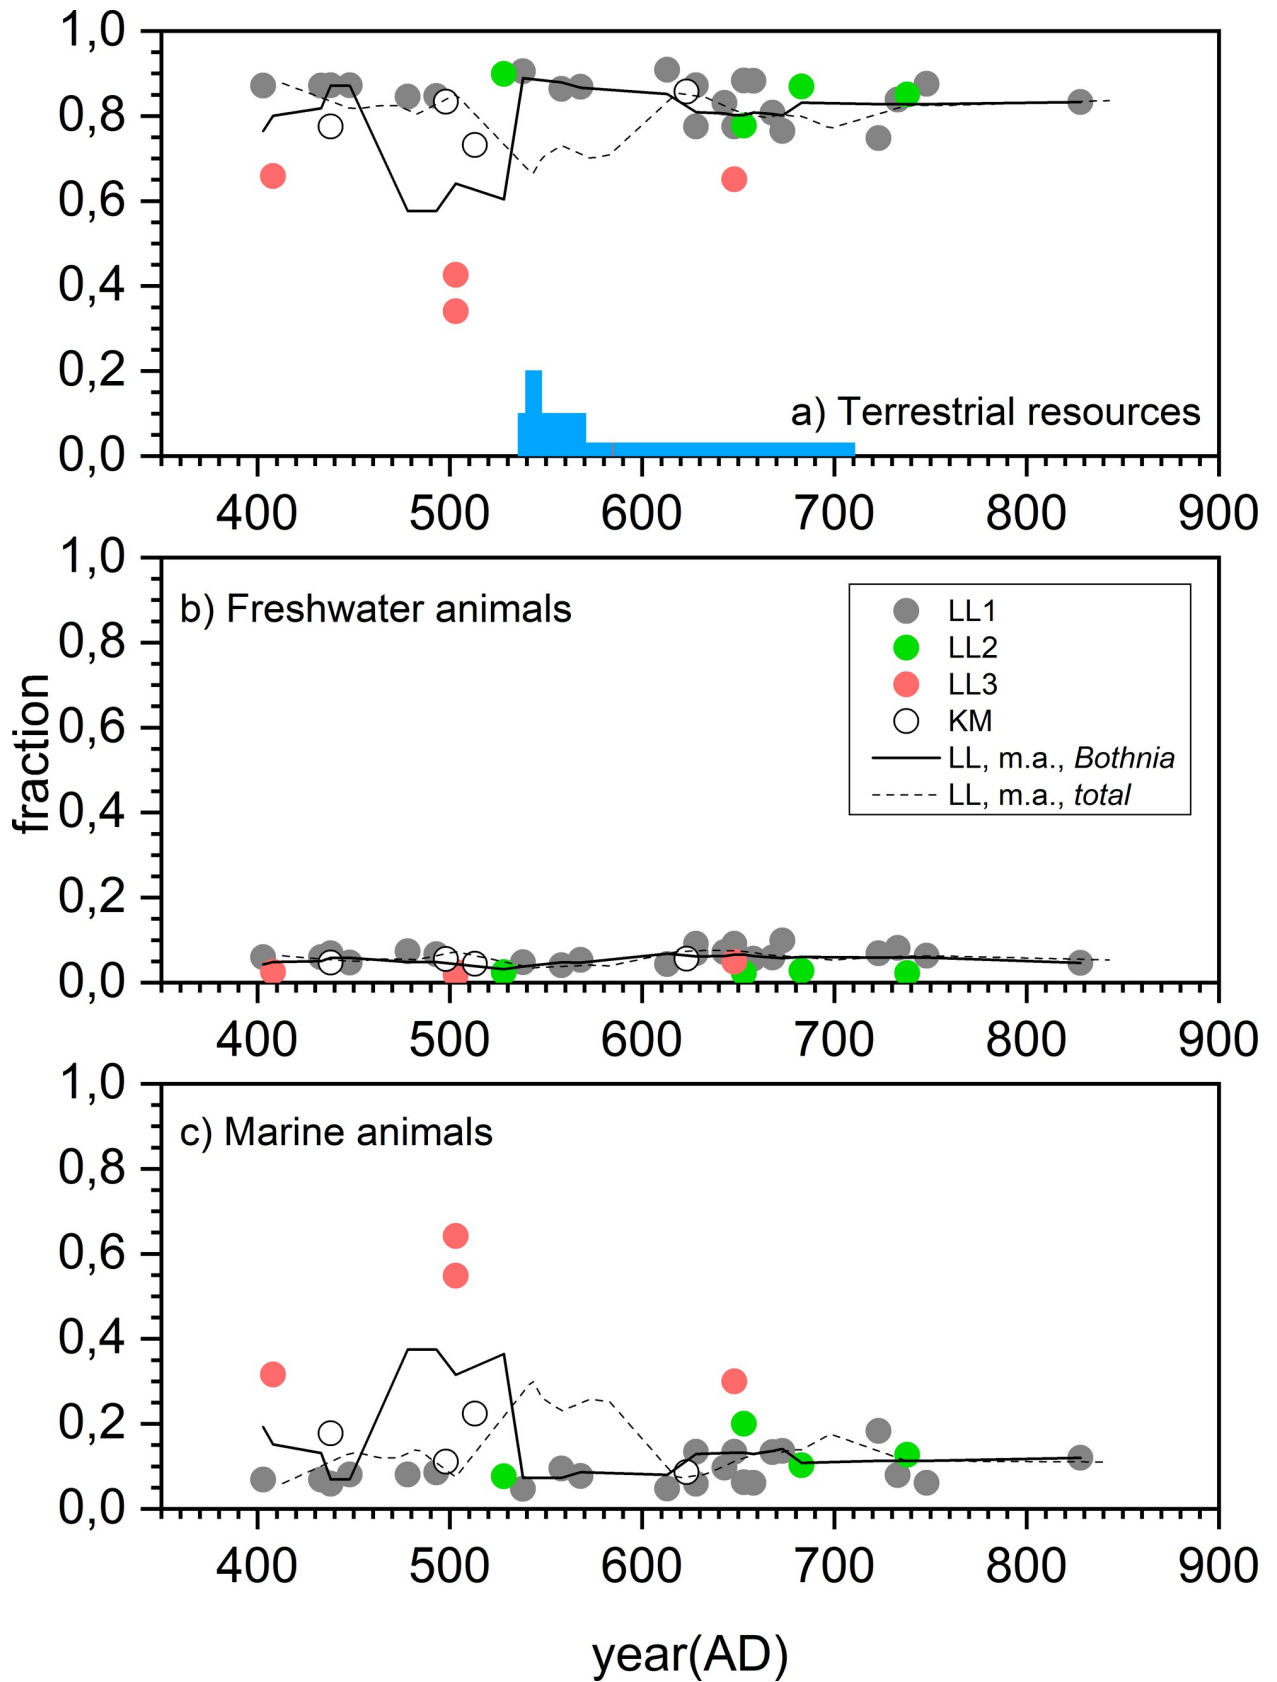 1,0
0,8
0,6
0,4
0,2
0,0
a) Terrestrial resources
400 500 600 700 800 900
1,0
0,8
0,6
0,4
0,2
0,0
b) Freshwater animals
LL1
LL2
LL3
KM
LL, m.a., Bothnia
LL, m.a., total
fraction
400 500 600 700 800 900
1,0
0,8
0,6
0,4
0,2
0,0
c) Marine animals
400 500 600 700 800 900
year(AD)